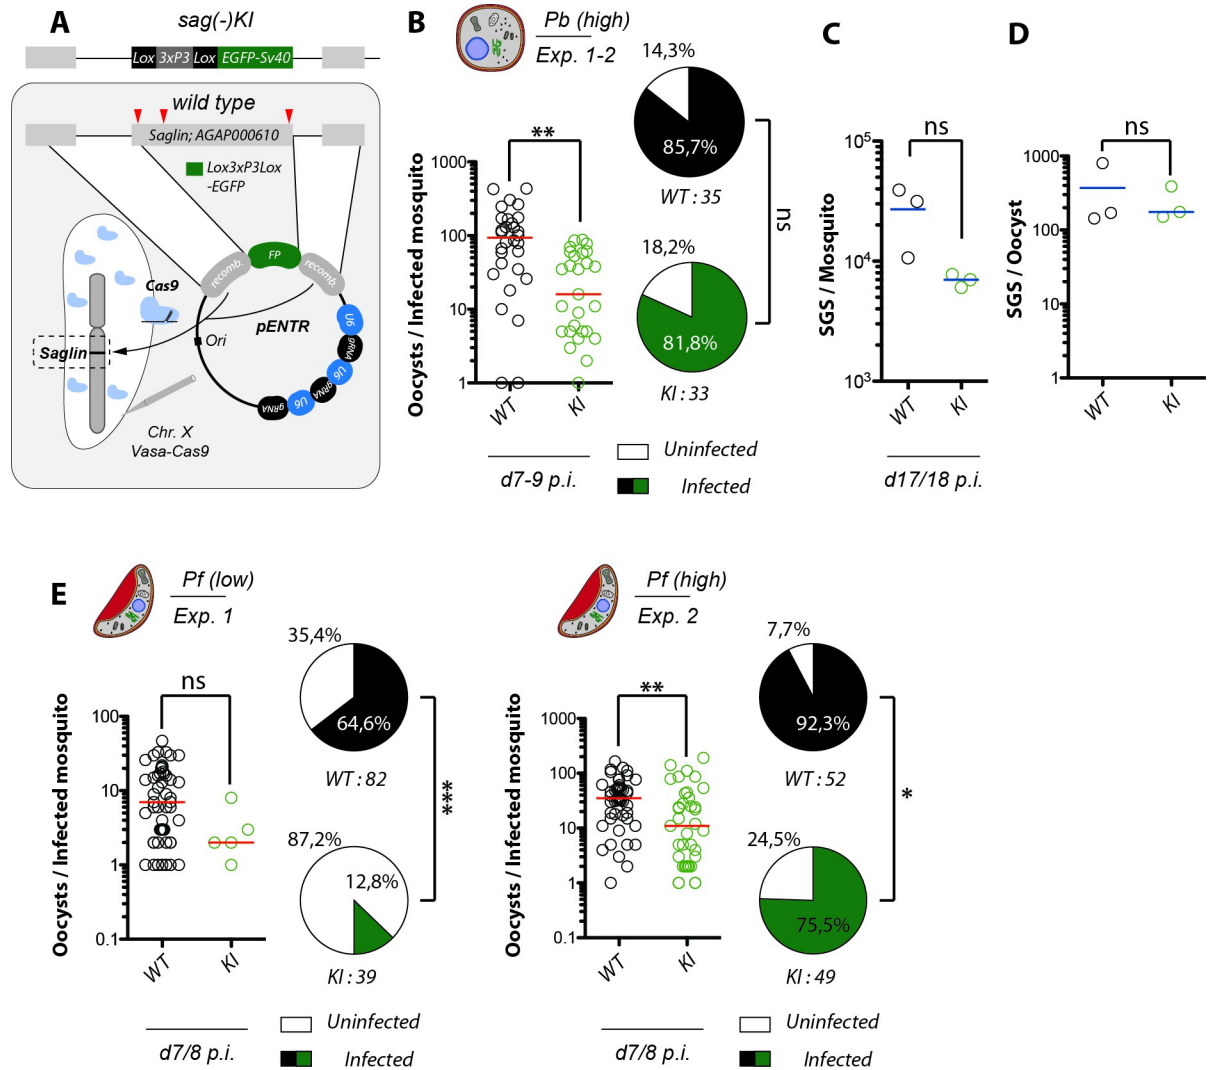 A
sag(-)KI
Lox 3xP3 Lox EGFP-Sv40
wild type
Saglin; AGAP000610
Lox3xP3Lox
-EGFP
FP
recomb.
recomb.
Cas9
pENTR
Ori
Saglin
U6
gRNA
U6
gRNA
U6
gRNA
Chr. X
Vasa-Cas9
B
Pb (high)
Exp. 1-2
Oocysts / Infected mosquito
1000
100
10
1
**
WT
KI
d7-9 p.i.
14,3%
85,7%
WT : 35
ns
18,2%
81,8%
KI : 33
Uninfected
Infected
C
SGS / Mosquito
10^5
10^4
10^3
ns
WT
KI
d17/18 p.i.
D
SGS / Oocyst
1000
100
10
1
ns
WT
KI
E
Pf (low)
Exp. 1
Oocysts / Infected mosquito
100
10
1
0.1
ns
WT
KI
d7/8 p.i.
35,4%
64,6%
WT : 82
***
87,2%
12,8%
KI : 39
Uninfected
Infected
Pf (high)
Exp. 2
Oocysts / Infected mosquito
1000
100
10
1
0.1
**
WT
KI
d7/8 p.i.
7,7%
92,3%
WT : 52
*
24,5%
75,5%
KI : 49
Uninfected
Infected